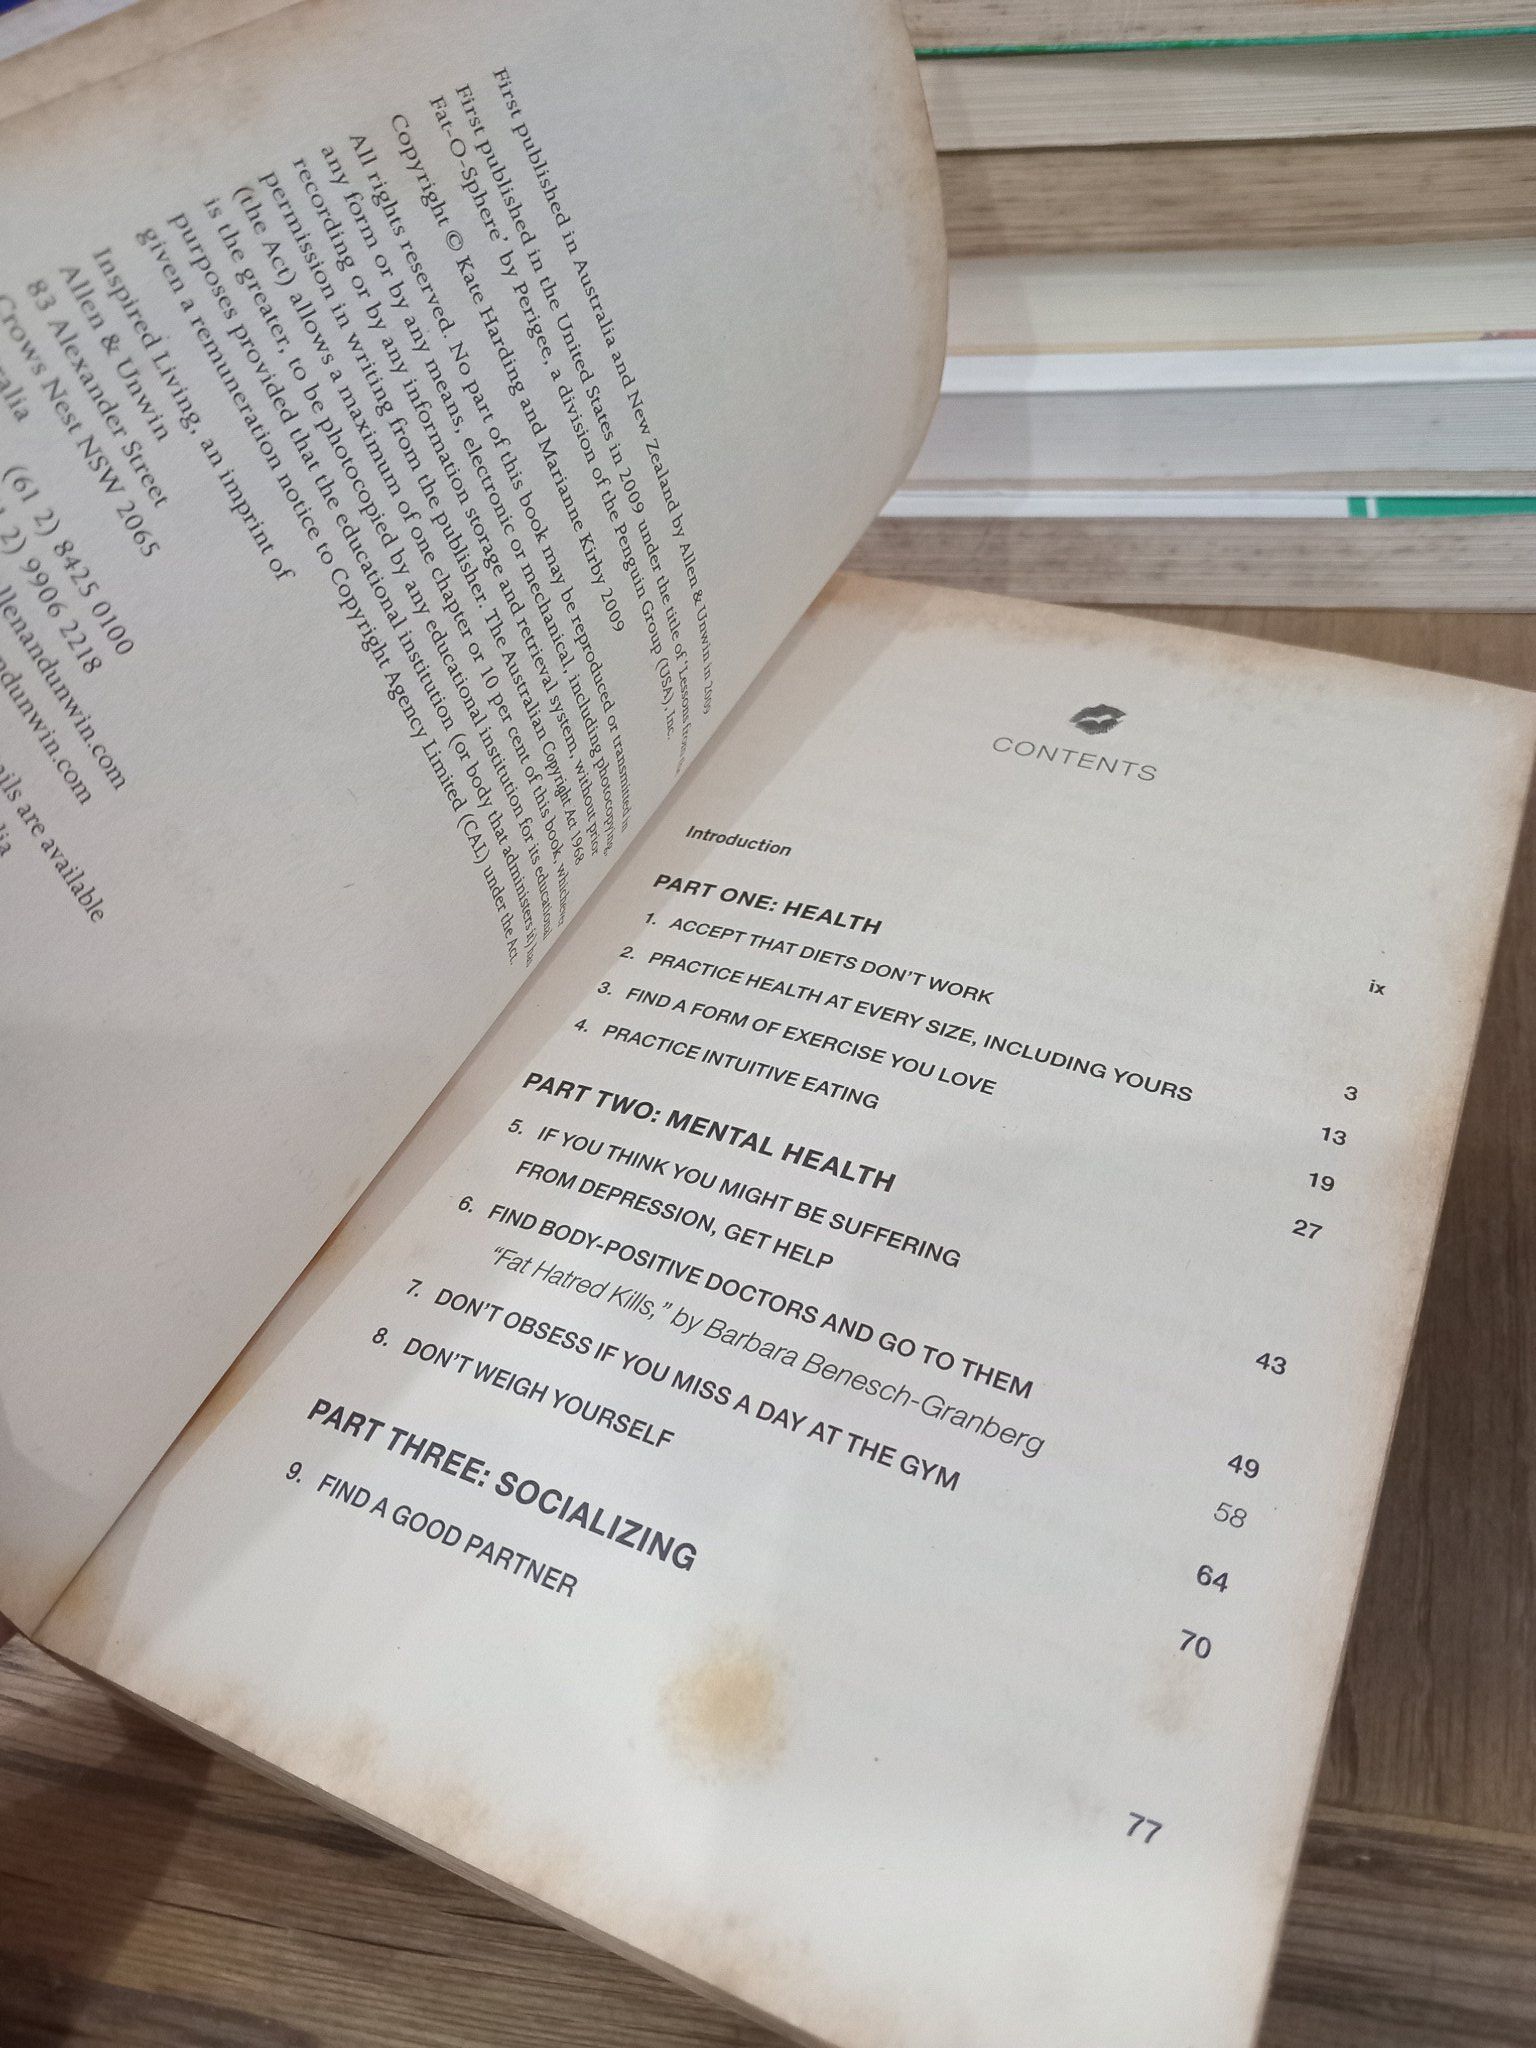 First published in Australia and New Zealand by Allen & Unwin in 2009
First published in the United States in 2009 under the title of 'Lessons from the
Fat-O-Sphere' by Perigee, a division of the Penguin Group (USA), Inc.
Copyright © Kate Harding and Marianne Kirby 2009
All rights reserved. No part of this book may be reproduced or transmitted in
any form or by any means, electronic or mechanical, including photocopying,
recording or by any information storage and retrieval system, without prior
permission in writing from the publisher. The Australian Copyright Act 1968
(the Act) allows a maximum of one chapter or 10 per cent of this book, whichever
is the greater, to be photocopied by any educational institution for its educational
purposes provided that the educational institution (or body that administers it) has
given a remuneration notice to Copyright Agency Limited (CAL) under the Act.
Inspired Living, an imprint of
Allen & Unwin
83 Alexander Street
Crows Nest NSW 2065
(61 2) 8425 0100
2) 9906 2218
are available
CONTENTS
Introduction ix
PART ONE: HEALTH
1. ACCEPT THAT DIETS DON'T WORK 3
2. PRACTICE HEALTH AT EVERY SIZE, INCLUDING YOURS 13
3. FIND A FORM OF EXERCISE YOU LOVE 19
4. PRACTICE INTUITIVE EATING 27
PART TWO: MENTAL HEALTH
5. IF YOU THINK YOU MIGHT BE SUFFERING
FROM DEPRESSION, GET HELP 43
6. FIND BODY-POSITIVE DOCTORS AND GO TO THEM 49
"Fat Hatred Kills," by Barbara Benesch-Granberg 58
7. DON'T OBSESS IF YOU MISS A DAY AT THE GYM 64
8. DON'T WEIGH YOURSELF 70
PART THREE: SOCIALIZING
9. FIND A GOOD PARTNER 77